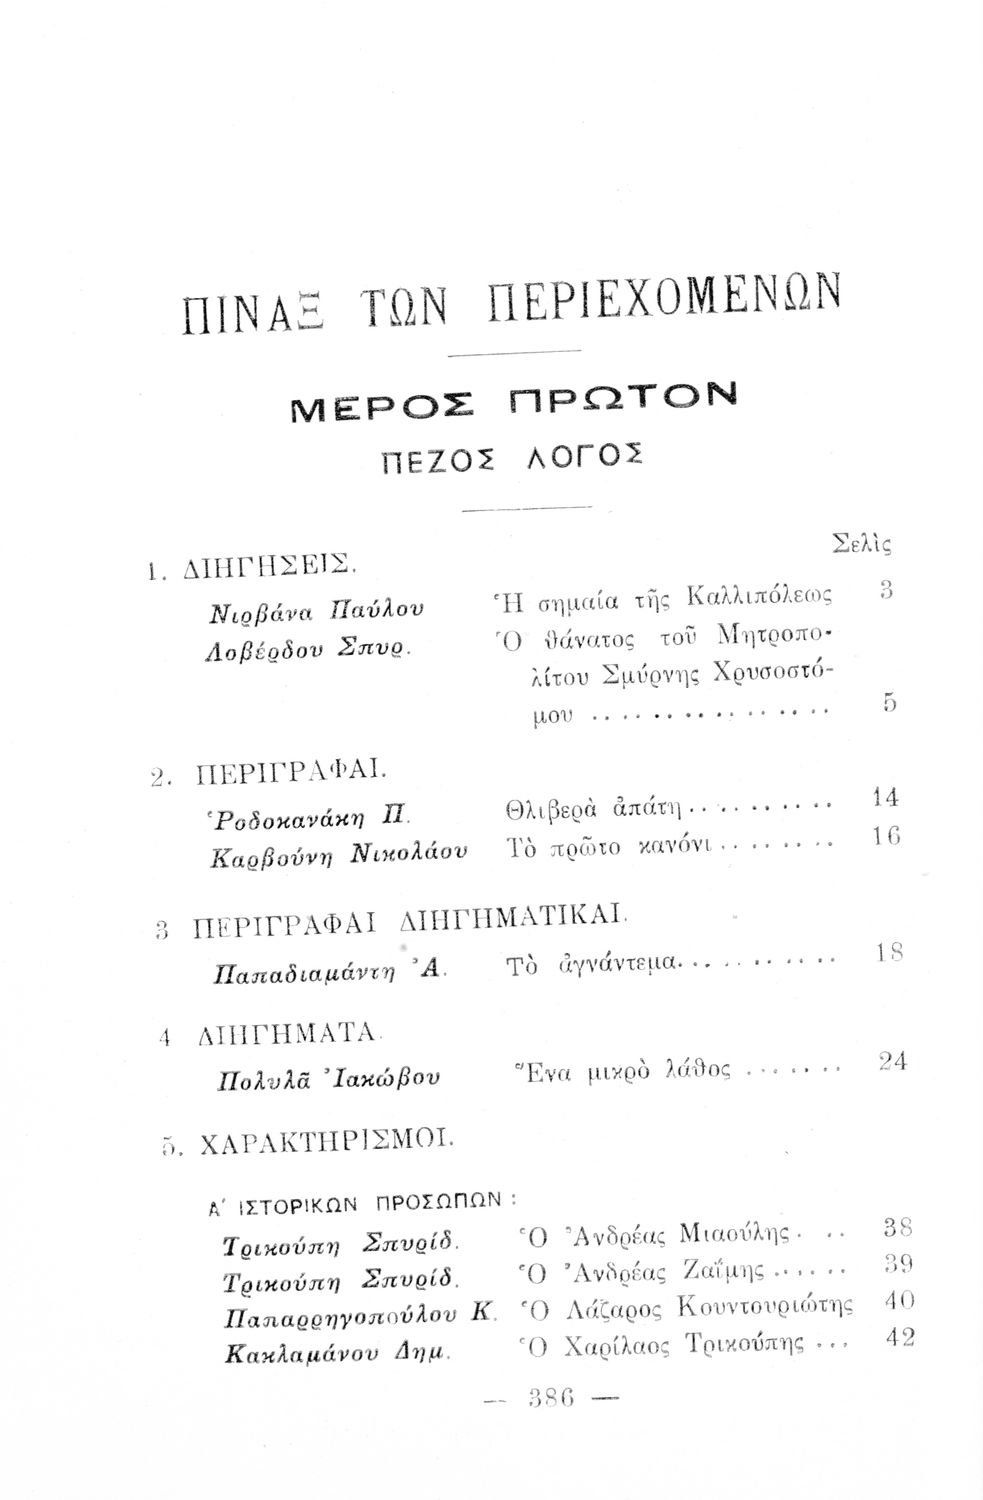 ΠΙΝΑΞ ΤΩΝ ΠΕΡΙΕΧΟΜΕΝΩΝ
ΜΕΡΟΣ ΠΡΩΤΟΝ
ΠΕΖΟΣ ΛΟΓΟΣ
Σελὶς
1. ΔΙΗΓΗΣΕΙΣ.
Νιρβάνα Παύλου Ἡ σημαία τῆς Καλλιπόλεως 3
Λοβέρδου Σπυρ. Ὁ θάνατος τοῦ Μητροπο-
λίτου Σμύρνης Χρυσοστό-
μου ................ 5
2. ΠΕΡΙΓΡΑΦΑΙ.
Ῥοδοκανάκη Π. Θλιβερὰ ἀπάτη.......... 14
Καρβούνη Νικολάου Τὸ πρῶτο κανόνι........ 16
3 ΠΕΡΙΓΡΑΦΑΙ ΔΙΗΓΗΜΑΤΙΚΑΙ.
Παπαδιαμάντη Ἀ. Τὸ ἀγνάντεμα........... 18
4 ΔΙΗΓΗΜΑΤΑ.
Πολυλᾶ Ἰακώβου Ἕνα μικρὸ λάθος ....... 24
5. ΧΑΡΑΚΤΗΡΙΣΜΟΙ.
Α′ ΙΣΤΟΡΙΚΩΝ ΠΡΟΣΩΠΩΝ :
Τρικούπη Σπυρίδ. Ὁ Ἀνδρέας Μιαούλης. .. 38
Τρικούπη Σπυρίδ. Ὁ Ἀνδρέας Ζαΐμης ...... 39
Παπαρρηγοπούλου Κ. Ὁ Λάζαρος Κουντουριώτης 40
Κακλαμάνου Δημ. Ὁ Χαρίλαος Τρικούπης ... 42
— 386 —